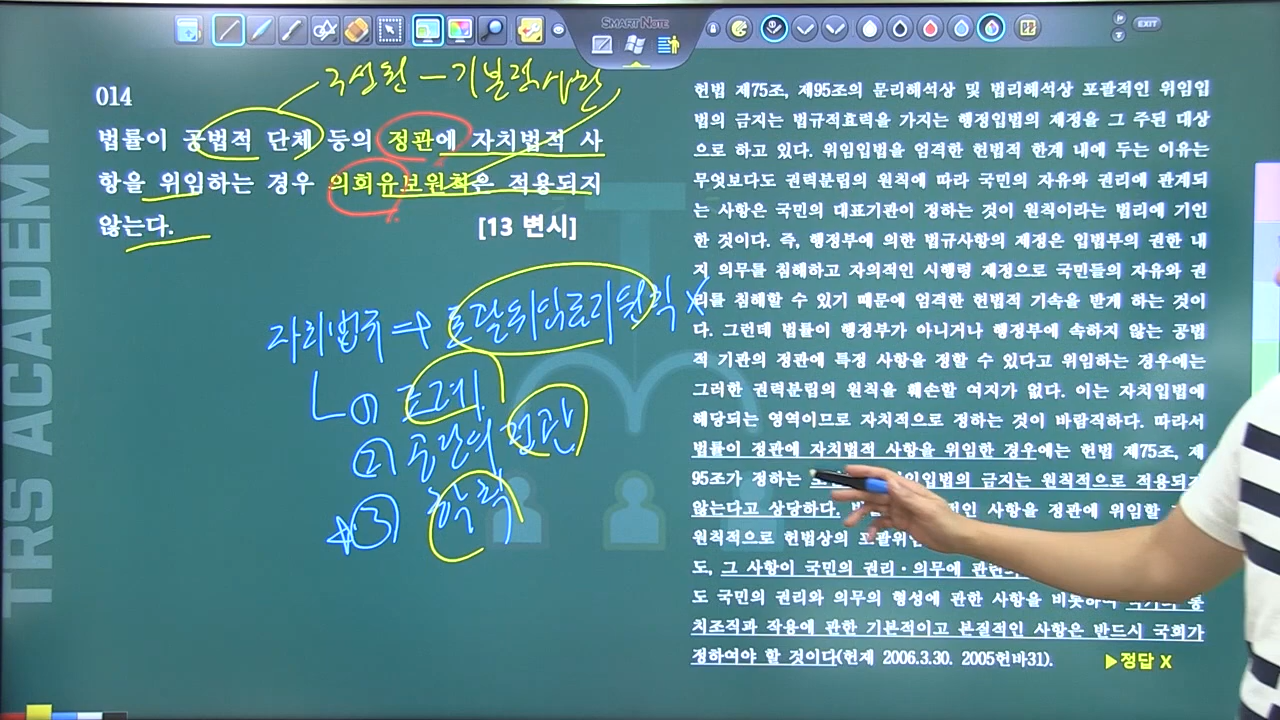 SMART NOTE
EXIT
TRS ACADEMY
014
구성원 - 기본적 사항
법률이 공법적 단체 등의 정관에 자치법적 사
항을 위임하는 경우 의회유보원칙은 적용되지
않는다.
[13 변시]
자치법규 → 포괄위임금지원칙 X
① 조례
② 공단의 정관
③ 학칙
헌법 제75조, 제95조의 문리해석상 및 법리해석상 포괄적인 위임입
법의 금지는 법규적효력을 가지는 행정입법의 제정을 그 주된 대상
으로 하고 있다. 위임입법을 엄격한 헌법적 한계 내에 두는 이유는
무엇보다도 권력분립의 원칙에 따라 국민의 자유와 권리에 관계되
는 사항은 국민의 대표기관이 정하는 것이 원칙이라는 법리에 기인
한 것이다. 즉, 행정부에 의한 법규사항의 제정은 입법부의 권한 내
지 의무를 침해하고 자의적인 시행령 제정으로 국민들의 자유와 권
리를 침해할 수 있기 때문에 엄격한 헌법적 기속을 받게 하는 것이
다. 그런데 법률이 행정부가 아니거나 행정부에 속하지 않는 공법
적 기관의 정관에 특정 사항을 정할 수 있다고 위임하는 경우에는
그러한 권력분립의 원칙을 훼손할 여지가 없다. 이는 자치입법에
해당되는 영역이므로 자치적으로 정하는 것이 바람직하다. 따라서
법률이 정관에 자치법적 사항을 위임한 경우에는 헌법 제75조, 제
95조가 정하는 위임입법의 금지는 원칙적으로 적용되지
않는다고 상당하다. 사항을 정관에 위임할
원칙적으로 헌법상의 포괄위임
도, 그 사항이 국민의 권리·의무에 관련
도 국민의 권리와 의무의 형성에 관한 사항을 비롯하여 국가의 통
치조직과 작용에 관한 기본적이고 본질적인 사항은 반드시 국회가
정하여야 할 것이다(헌재 2006.3.30. 2005헌바31).
▶정답 X